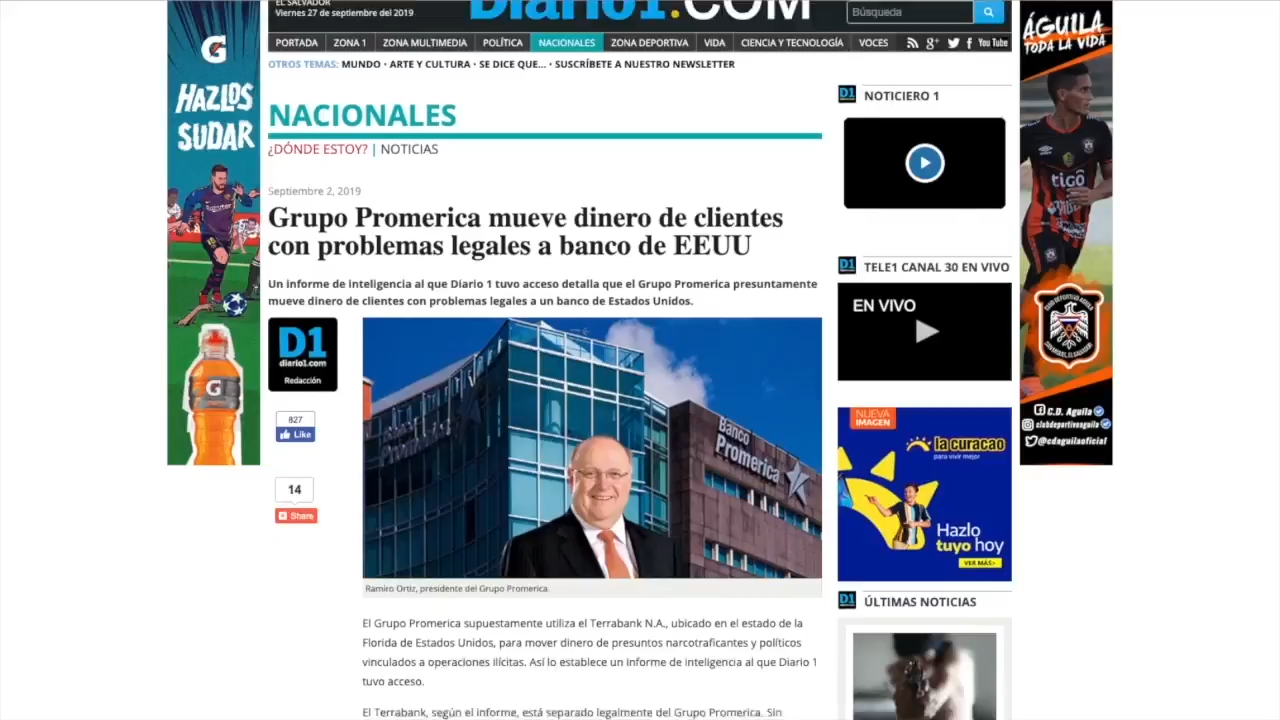 EL SALVADOR
Viernes 27 de septiembre del 2019
Diario1.COM
Búsqueda
PORTADA
ZONA 1
ZONA MULTIMEDIA
POLÍTICA
NACIONALES
ZONA DEPORTIVA
VIDA
CIENCIA Y TECNOLOGÍA
VOCES
You Tube
OTROS TEMAS: MUNDO · ARTE Y CULTURA · SE DICE QUE... · SUSCRÍBETE A NUESTRO NEWSLETTER
G
HAZLOS
SUDAR
G
NACIONALES
¿DÓNDE ESTOY? | NOTICIAS
Septiembre 2, 2019
Grupo Promerica mueve dinero de clientes
con problemas legales a banco de EEUU
Un informe de inteligencia al que Diario 1 tuvo acceso detalla que el Grupo Promerica presuntamente
mueve dinero de clientes con problemas legales a un banco de Estados Unidos.
D1
diario1.com
Redacción
827
Like
14
Share
Banco
Promerica
Ramiro Ortiz, presidente del Grupo Promerica.
El Grupo Promerica supuestamente utiliza el Terrabank N.A., ubicado en el estado de la
Florida de Estados Unidos, para mover dinero de presuntos narcotraficantes y políticos
vinculados a operaciones ilícitas. Así lo establece un informe de inteligencia al que Diario 1
tuvo acceso.
El Terrabank, según el informe, está separado legalmente del Grupo Promerica. Sin
D1 NOTICIERO 1
D1 TELE1 CANAL 30 EN VIVO
EN VIVO
NUEVA
IMAGEN
la curacao
para vivir mejor
Hazlo
tuyo hoy
VER MÁS>
D1 ÚLTIMAS NOTICIAS
ÁGUILA
TODA LA VIDA
tigo
C.D. Aguila
clubdeportivoaguila
@cdaguilaoficial